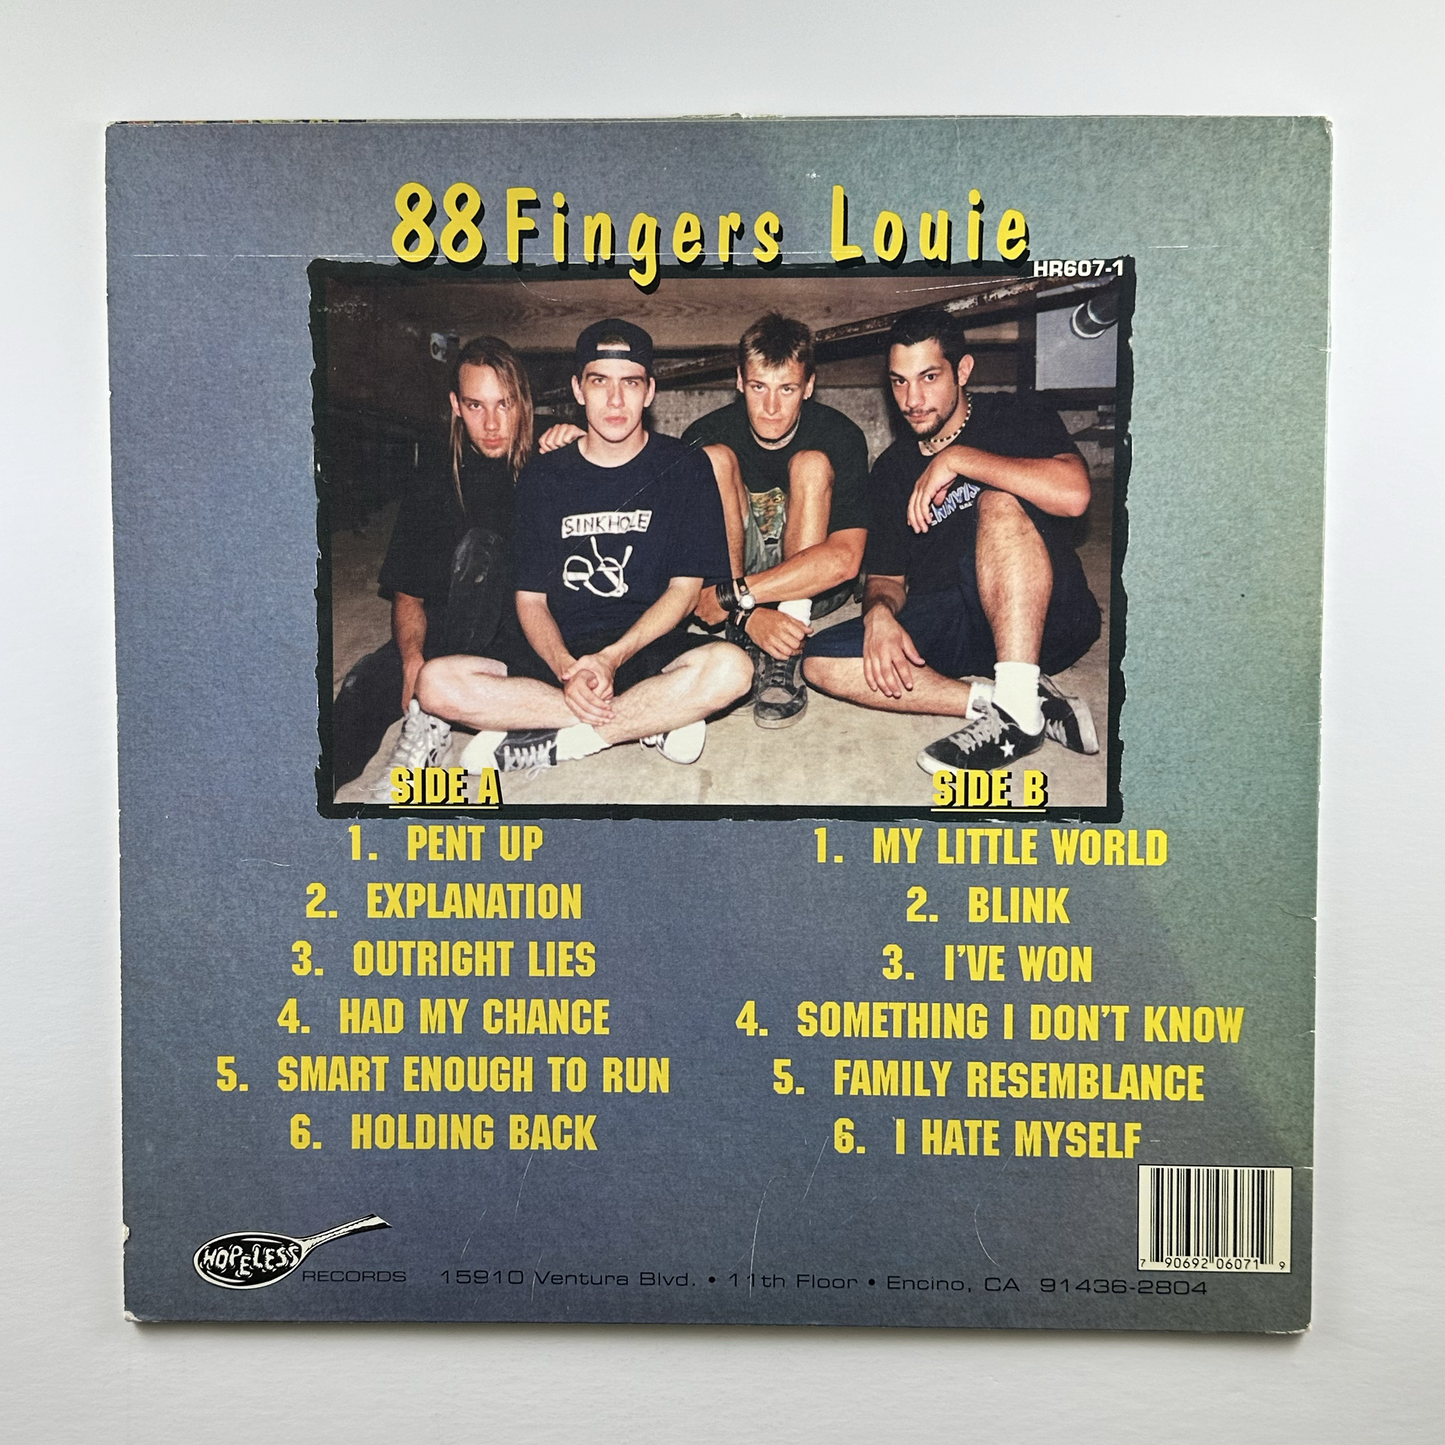 88 Fingers Louie
HR607-1
SINKHOLE
SIDE A
1. PENT UP
2. EXPLANATION
3. OUTRIGHT LIES
4. HAD MY CHANCE
5. SMART ENOUGH TO RUN
6. HOLDING BACK
SIDE B
1. MY LITTLE WORLD
2. BLINK
3. I'VE WON
4. SOMETHING I DON'T KNOW
5. FAMILY RESEMBLANCE
6. I HATE MYSELF
7 90692 06071 9
HOPELESS
RECORDS 15910 Ventura Blvd. • 11th Floor • Encino, CA 91436-2804